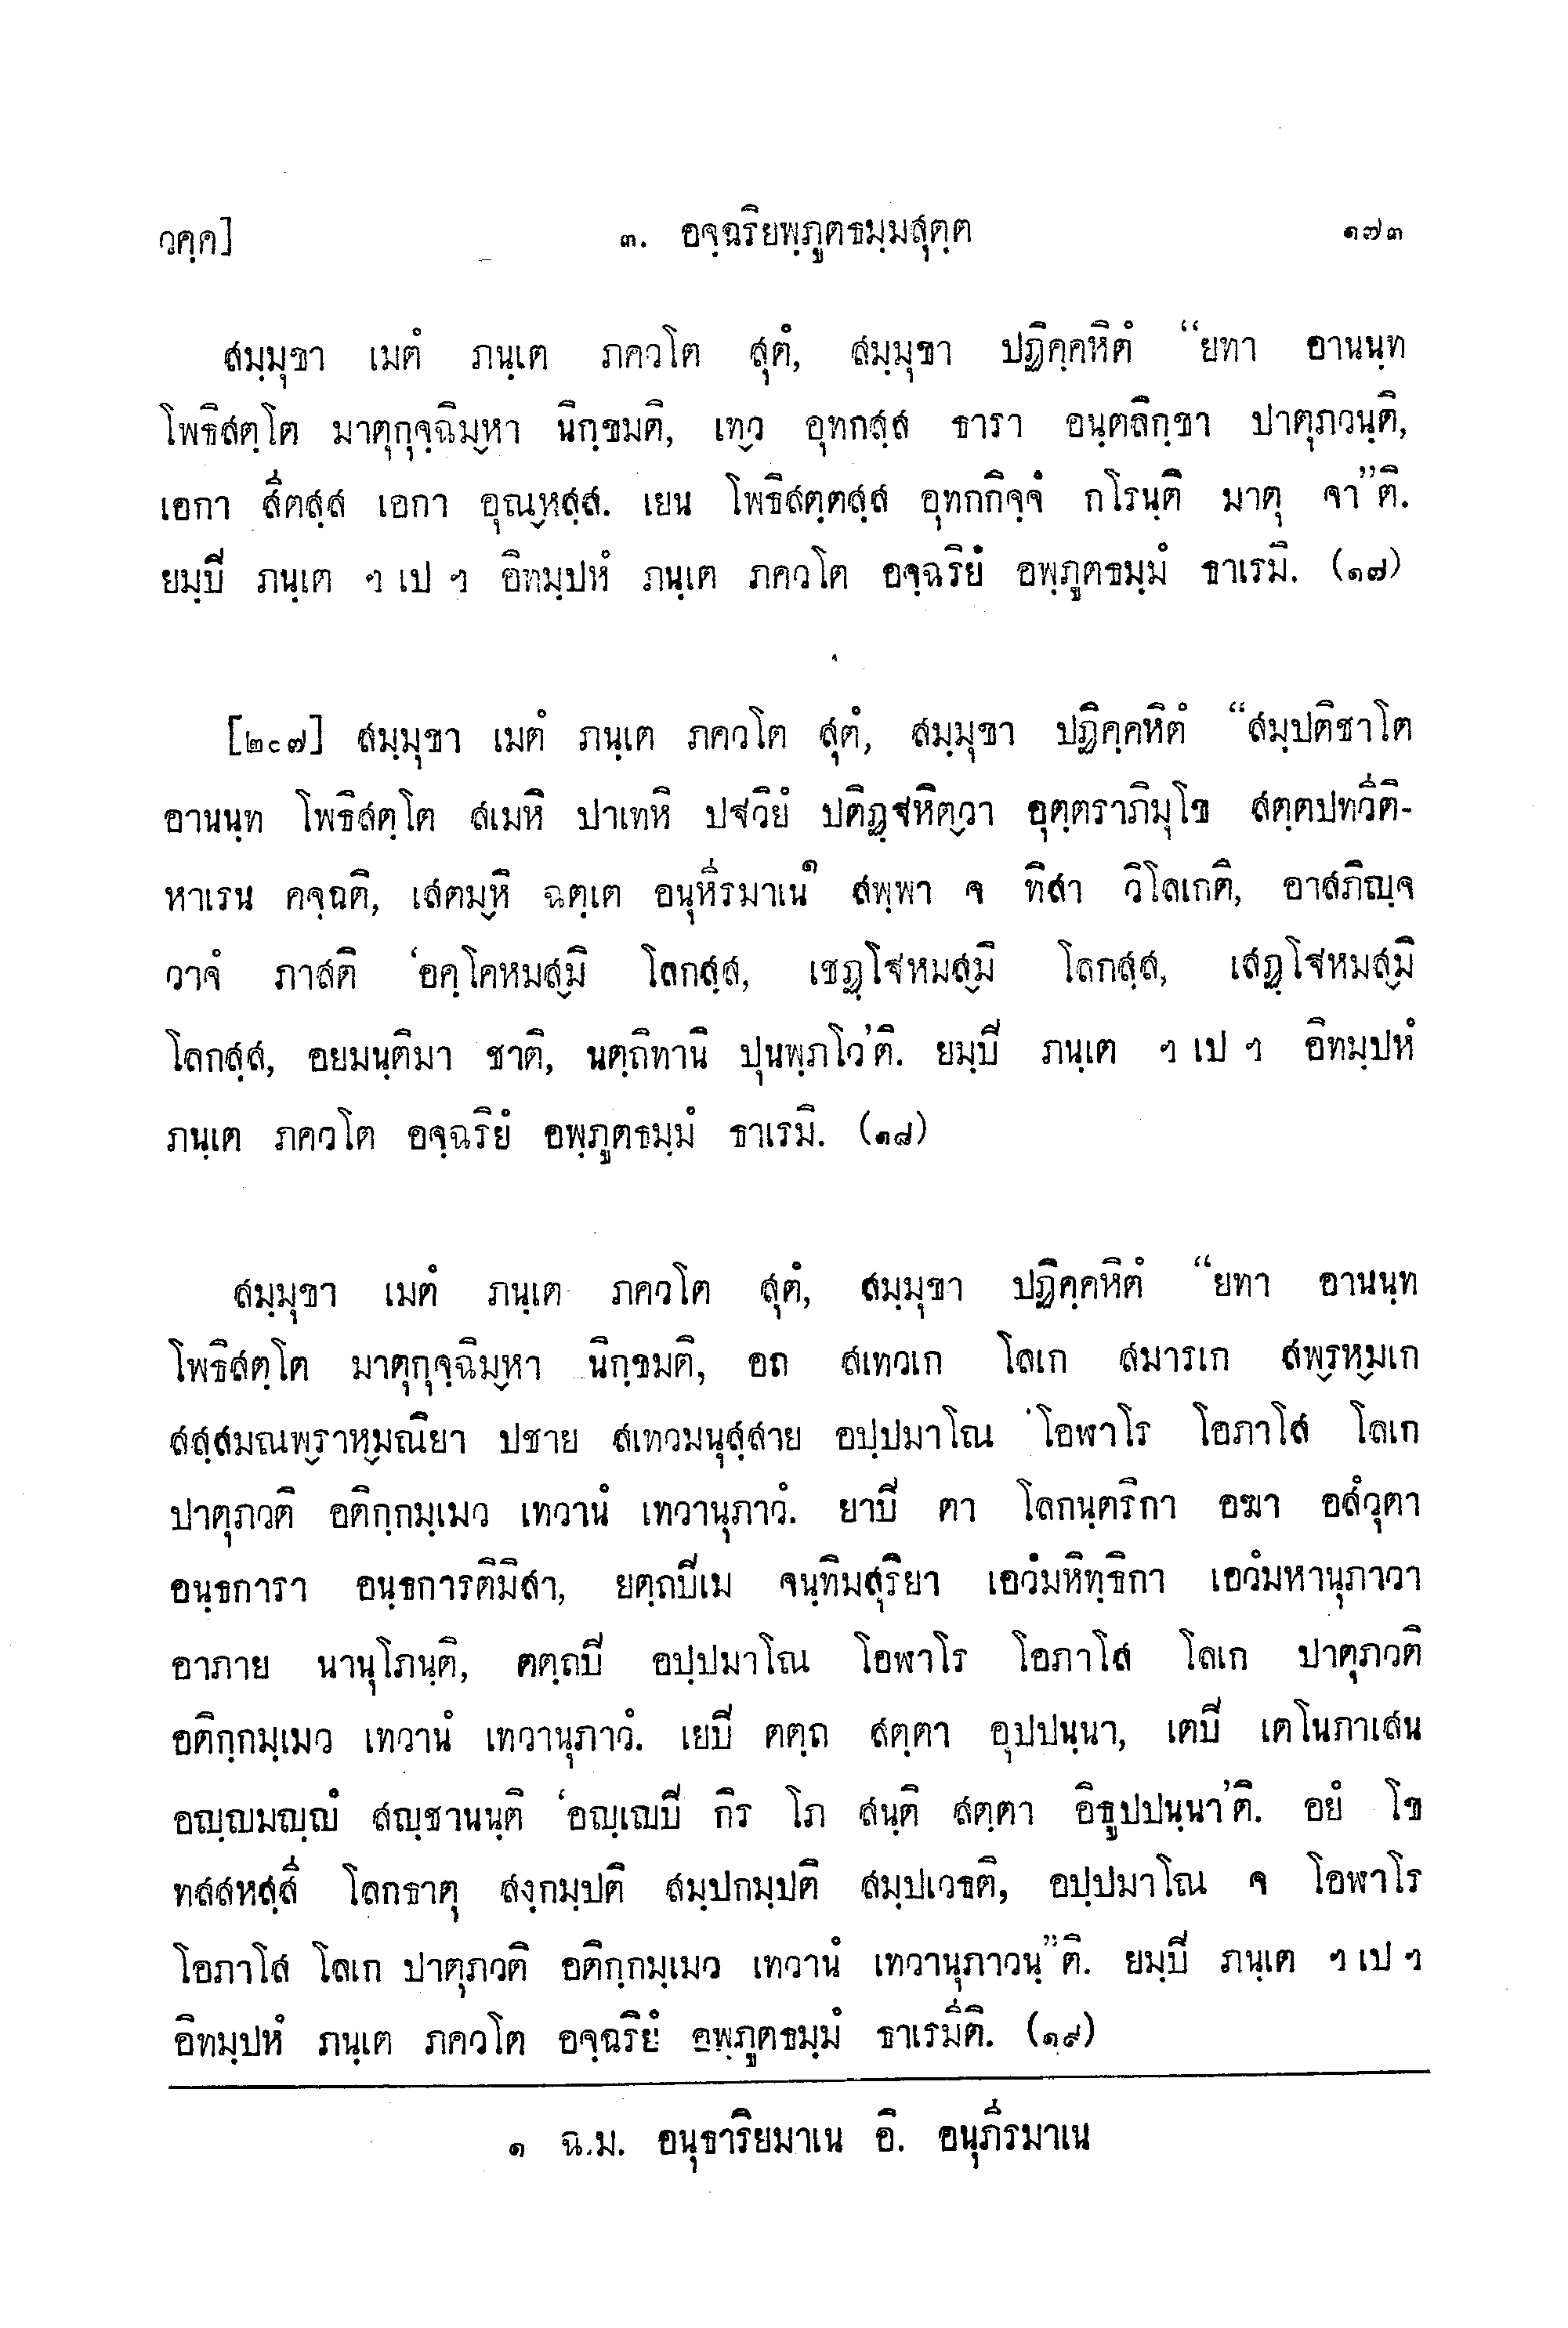 วคฺค] ๓. อจฺฉริยพฺภูตธมฺมสุตฺต ๑๗๓
สมฺมุขา เมตํ ภนฺเต ภควโต สุตํ, สมฺมุขา ปฏิคฺคหิตํ “ยทา อานนฺท
โพธิสตฺโต มาตุกุจฺฉิมฺหา นิกฺขมติ, เทฺว อุทกสฺส ธารา อนฺตลิกฺขา ปาตุภวนฺติ,
เอกา สีตสฺส เอกา อุณฺหสฺส. เยน โพธิสตฺตสฺส อุทกกิจฺจํ กโรนฺติ มาตุ จา”ติ.
ยมฺปิ ภนฺเต ฯ เป ฯ อิทมฺปหํ ภนฺเต ภควโต อจฺฉริยํ อพฺภูตธมฺมํ ธาเรมิ. (๑๗)
[๒๐๗] สมฺมุขา เมตํ ภนฺเต ภควโต สุตํ, สมฺมุขา ปฏิคฺคหิตํ “สมฺปติชาโต
อานนฺท โพธิสตฺโต สเมหิ ปาเทหิ ปฐวิยํ ปติฏฺฐหิตฺวา อุตฺตราภิมุโข สตฺตปทวีติ-
หาเรน คจฺฉติ, เสตมฺหิ ฉตฺเต อนุหีรมาเน๑ สพฺพา จ ทิสา วิโลเกติ, อาสภิญฺจ
วาจํ ภาสติ ‘อคฺโคหมสฺมิ โลกสฺส, เชฏฺโฐหมสฺมิ โลกสฺส, เสฏฺโฐหมสฺมิ
โลกสฺส, อยมนฺติมา ชาติ, นตฺถิทานิ ปุนพฺภโว’ติ. ยมฺปิ ภนฺเต ฯ เป ฯ อิทมฺปหํ
ภนฺเต ภควโต อจฺฉริยํ อพฺภูตธมฺมํ ธาเรมิ. (๑๘)
สมฺมุขา เมตํ ภนฺเต ภควโต สุตํ, สมฺมุขา ปฏิคฺคหิตํ “ยทา อานนฺท
โพธิสตฺโต มาตุกุจฺฉิมฺหา นิกฺขมติ, อถ สเทวเก โลเก สมารเก สพฺรหฺมเก
สสฺสมณพฺราหฺมณิยา ปชาย สเทวมนุสฺสาย อปฺปมาโณ โอฬาโร โอภาโส โลเก
ปาตุภวติ อติกฺกมฺเมว เทวานํ เทวานุภาวํ. ยาปิ ตา โลกนฺตริกา อฆา อสํวุตา
อนฺธการา อนฺธการติมิสา, ยตฺถปิเม จนฺทิมสุริยา เอวํมหิทฺธิกา เอวํมหานุภาวา
อาภาย นานุโภนฺติ, ตตฺถปิ อปฺปมาโณ โอฬาโร โอภาโส โลเก ปาตุภวติ
อติกฺกมฺเมว เทวานํ เทวานุภาวํ. เยปิ ตตฺถ สตฺตา อุปปนฺนา, เตปิ เตโนภาเสน
อญฺญมญฺญํ สญฺชานนฺติ ‘อญฺเญปิ กิร โภ สนฺติ สตฺตา อิธูปปนฺนา’ติ. อยํ โข
ทสสหสฺสี โลกธาตุ สงฺกมฺปติ สมฺปกมฺปติ สมฺปเวธติ, อปฺปมาโณ จ โอฬาโร
โอภาโส โลเก ปาตุภวติ อติกฺกมฺเมว เทวานํ เทวานุภาวนฺ”ติ. ยมฺปิ ภนฺเต ฯ เป ฯ
อิทมฺปหํ ภนฺเต ภควโต อจฺฉริยํ อพฺภูตธมฺมํ ธาเรมีติ. (๑๙)
๑ ฉ.ม. อนุธาริยมาเน อิ. อนุภีรมาเน